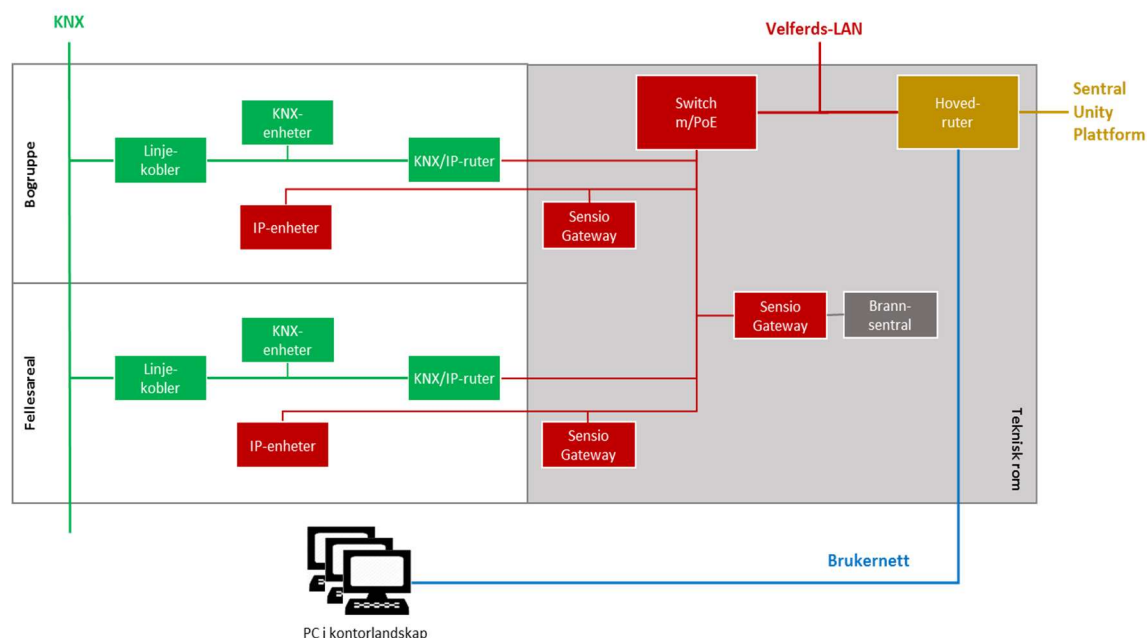 KNX
Velferds-LAN
Bogruppe
Linje-
kobler
KNX-
enheter
KNX/IP-ruter
IP-enheter
Sensio
Gateway
Switch
m/PoE
Hoved-
ruter
Sentral
Unity
Plattform
Sensio
Gateway
Brann-
sentral
Fellesareal
Linje-
kobler
KNX-
enheter
KNX/IP-ruter
IP-enheter
Sensio
Gateway
Teknisk rom
Brukernett
PC i kontorlandskap